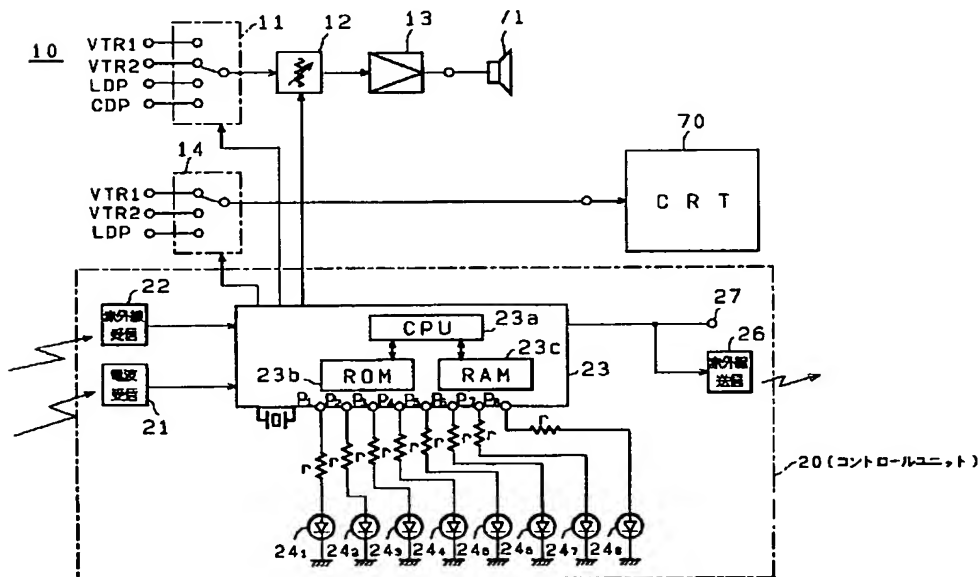 10
11
12
13
71
VTR1
VTR2
LDP
CDP
14
70
CRT
VTR1
VTR2
LDP
22
赤外線
受信
電波
受信
21
CPU
23a
23c
23b
ROM
RAM
23
27
26
赤外線
送信
P1 P2 P3 P4 P5 P6 P7 P8
r r r r r r r r
20(コントロールユニット)
241 242 243 244 245 246 247 248